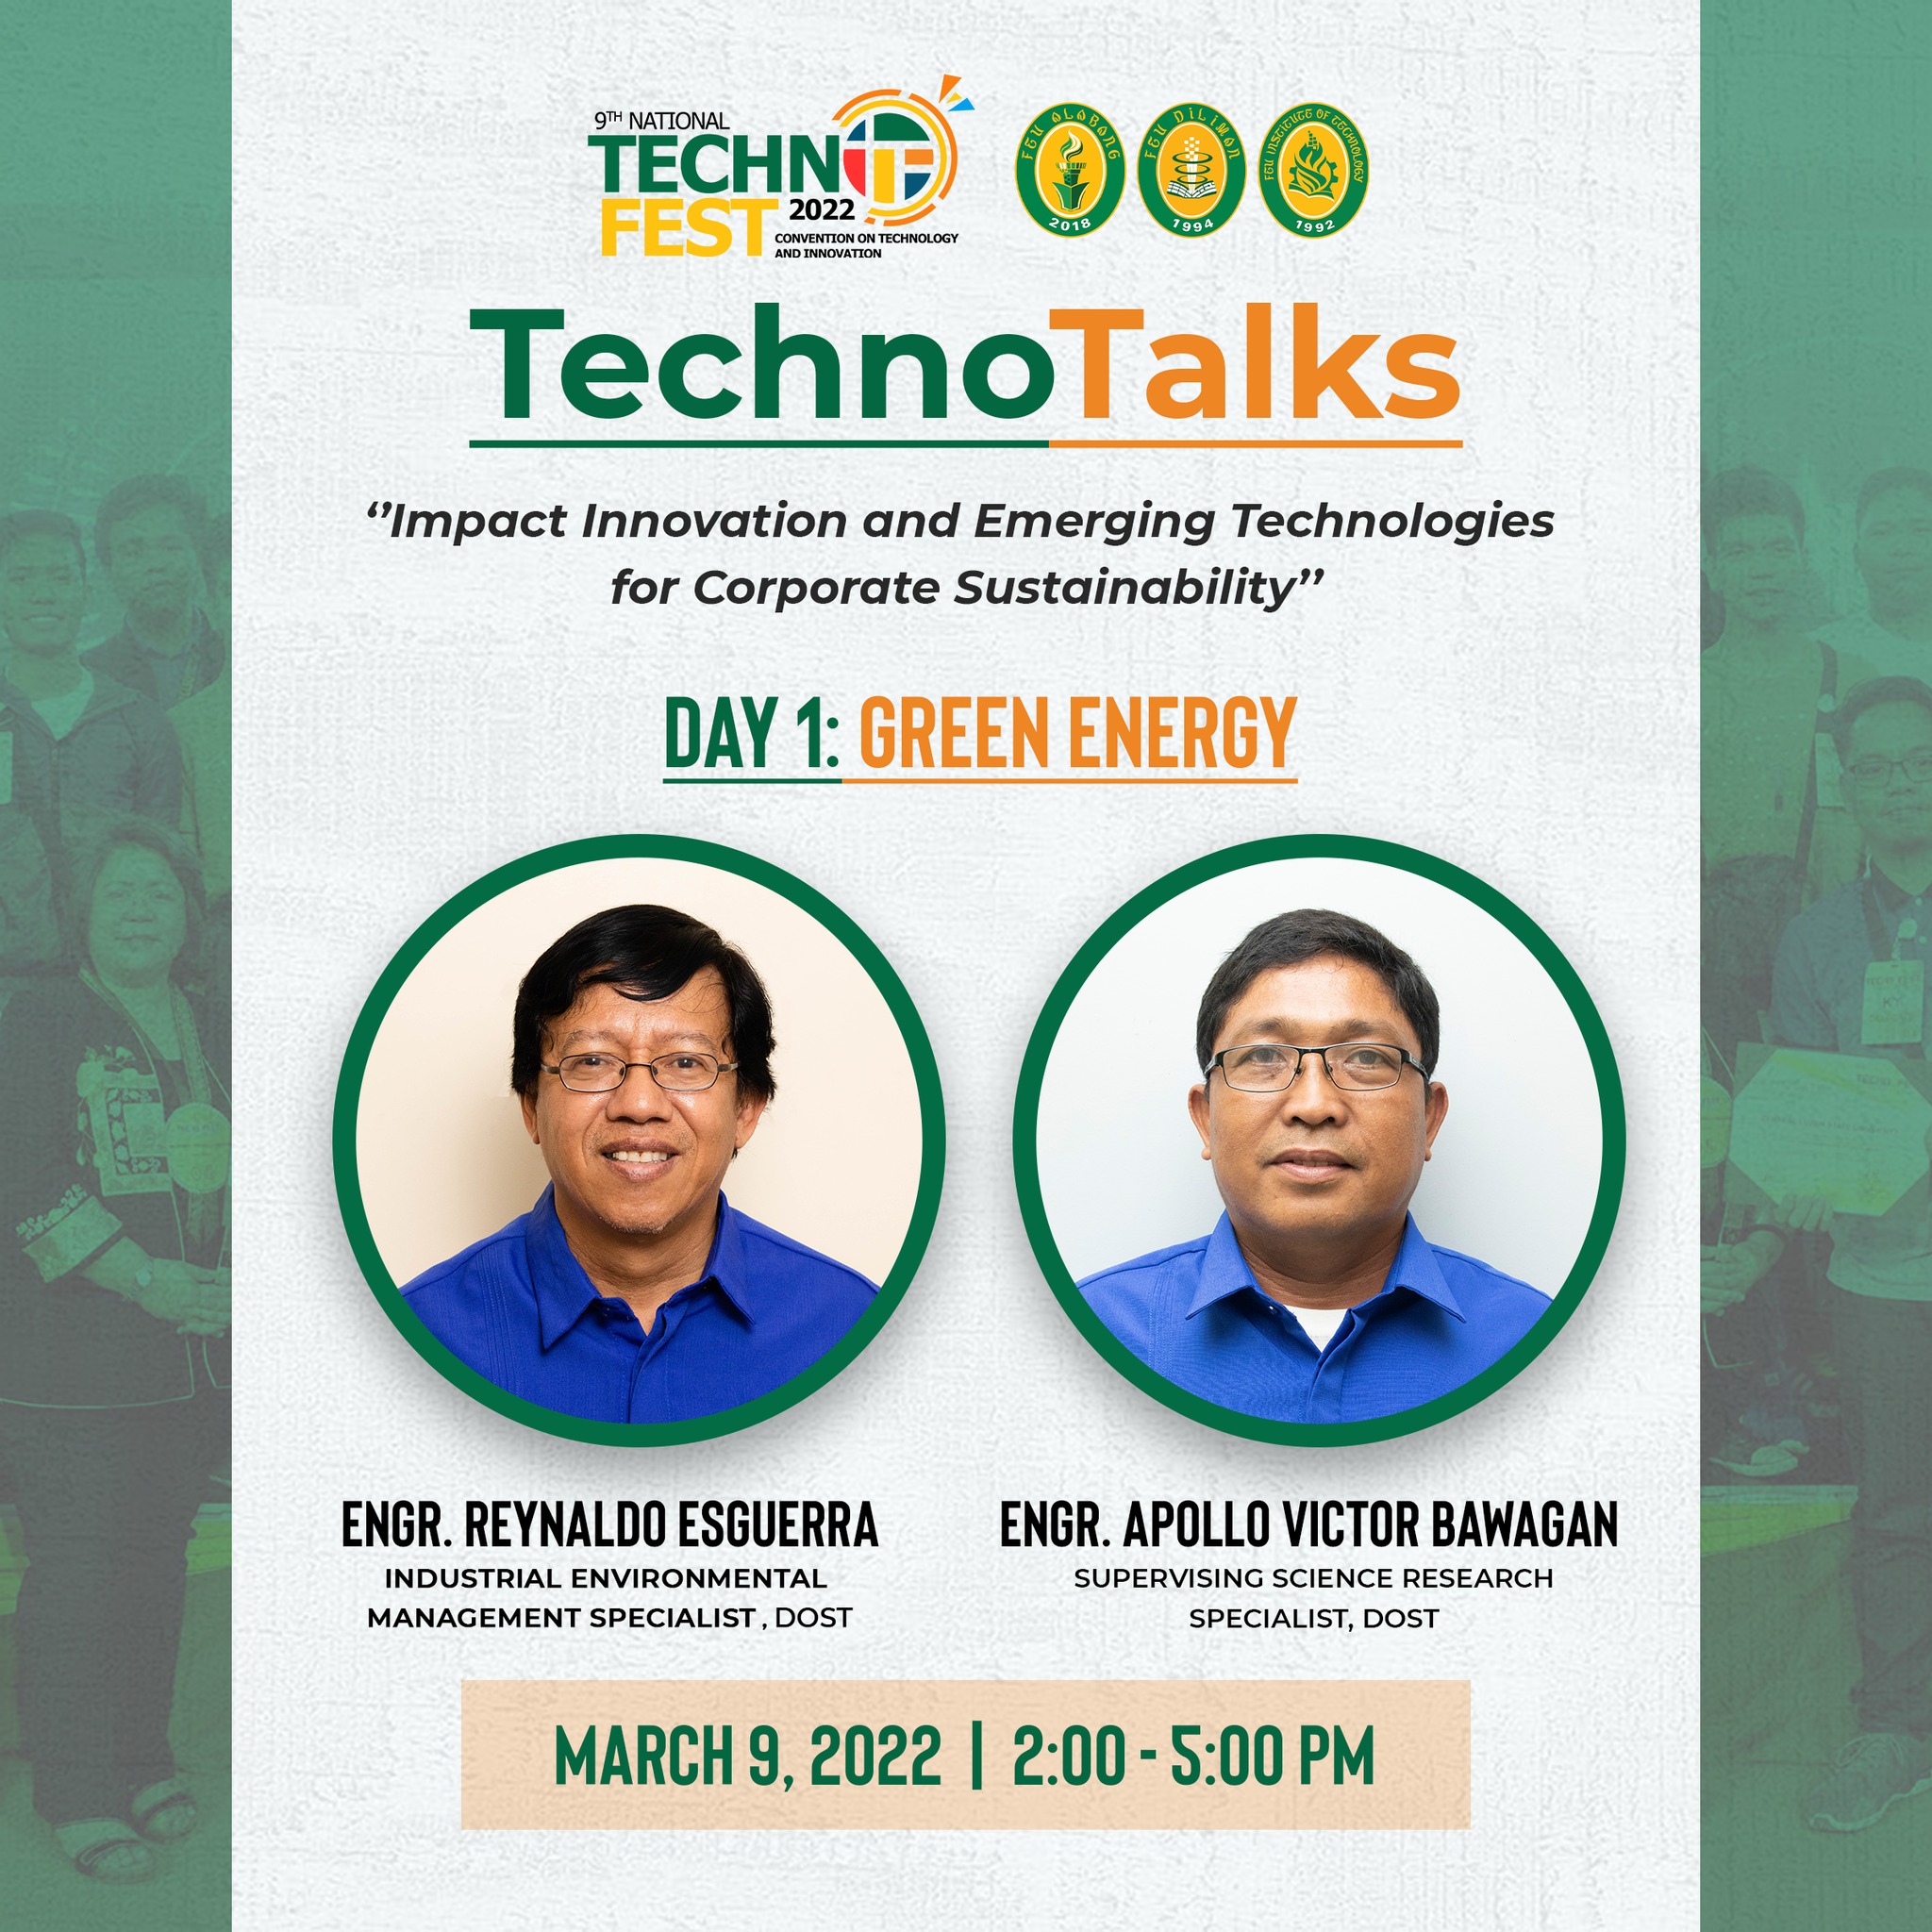 9TH NATIONAL
TECHNO
FEST 2022
CONVENTION ON TECHNOLOGY
AND INNOVATION
FEU ALABANG
2018
FEU DILIMAN
1994
FEU INSTITUTE OF TECHNOLOGY
1992
TechnoTalks
‘’Impact Innovation and Emerging Technologies
for Corporate Sustainability’’
DAY 1: GREEN ENERGY
ENGR. REYNALDO ESGUERRA
INDUSTRIAL ENVIRONMENTAL
MANAGEMENT SPECIALIST, DOST
ENGR. APOLLO VICTOR BAWAGAN
SUPERVISING SCIENCE RESEARCH
SPECIALIST, DOST
MARCH 9, 2022 | 2:00 - 5:00 PM